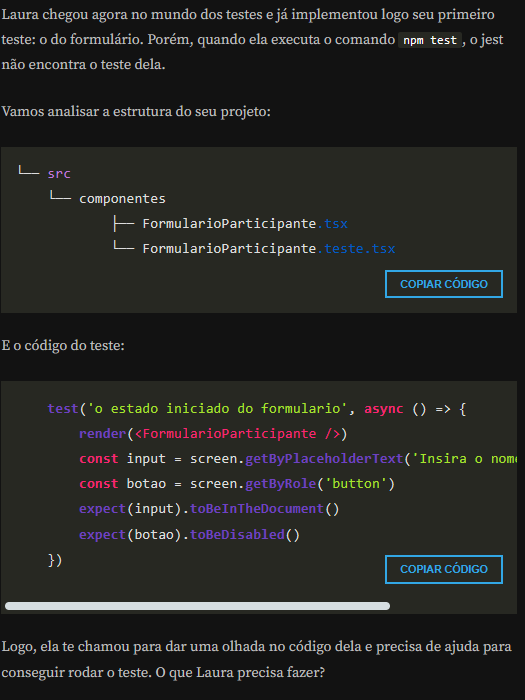 Laura chegou agora no mundo dos testes e já implementou logo seu primeiro
teste: o do formulário. Porém, quando ela executa o comando npm test, o jest
não encontra o teste dela.
Vamos analisar a estrutura do seu projeto:
└── src
└── componentes
├── FormularioParticipante.tsx
└── FormularioParticipante.teste.tsx
COPIAR CÓDIGO
E o código do teste:
test('o estado iniciado do formulario', async () => {
render(<FormularioParticipante />)
const input = screen.getByPlaceholderText('Insira o nome
const botao = screen.getByRole('button')
expect(input).toBeInTheDocument()
expect(botao).toBeDisabled()
})
COPIAR CÓDIGO
Logo, ela te chamou para dar uma olhada no código dela e precisa de ajuda para
conseguir rodar o teste. O que Laura precisa fazer?